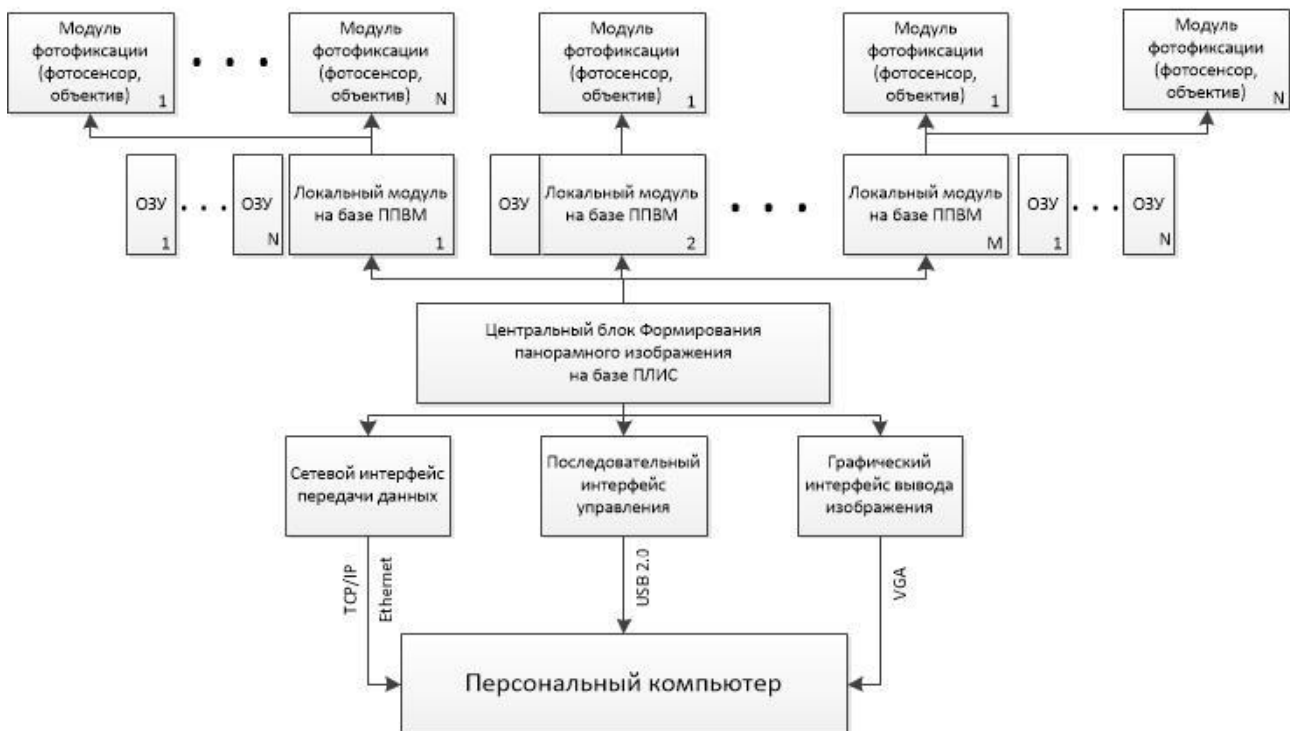 Модуль
фотофиксации
(фотосенсор,
объектив)
1
Модуль
фотофиксации
(фотосенсор,
объектив)
N
Модуль
фотофиксации
(фотосенсор,
объектив)
1
Модуль
фотофиксации
(фотосенсор,
объектив)
1
Модуль
фотофиксации
(фотосенсор,
объектив)
N
ОЗУ
1
ОЗУ
N
Локальный модуль
на базе ППВМ
1
ОЗУ
Локальный модуль
на базе ППВМ
2
Локальный модуль
на базе ППВМ
M
ОЗУ
1
ОЗУ
N
Центральный блок Формирования
панорамного изображения
на базе ПЛИС
Сетевой интерфейс
передачи данных
Последовательный
интерфейс
управления
Графический
интерфейс вывода
изображения
TCP/IP
Ethernet
USB 2.0
VGA
Персональный компьютер